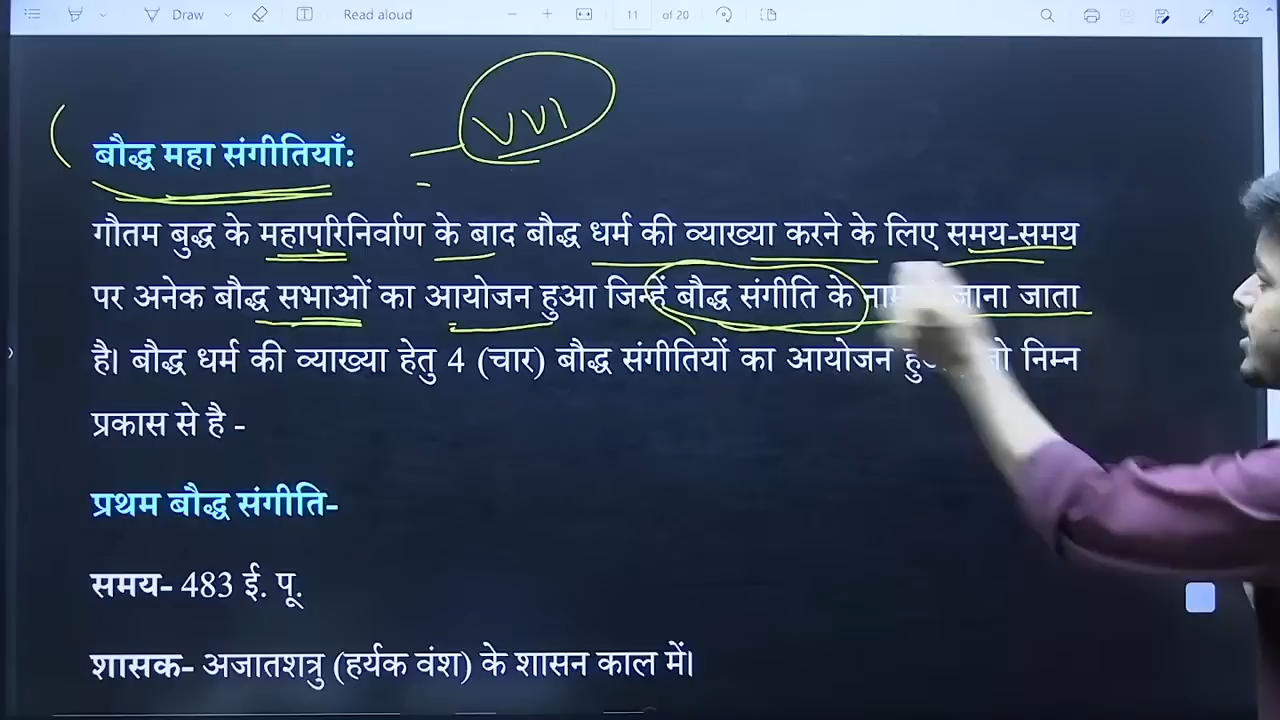 Draw
Read aloud
11 of 20
VVI
बौद्ध महा संगीतियाँ:
गौतम बुद्ध के महापरिनिर्वाण के बाद बौद्ध धर्म की व्याख्या करने के लिए समय-समय
पर अनेक बौद्ध सभाओं का आयोजन हुआ जिन्हें बौद्ध संगीति के जाना जाता
है। बौद्ध धर्म की व्याख्या हेतु 4 (चार) बौद्ध संगीतियों का आयोजन निम्न
प्रकास से है -
प्रथम बौद्ध संगीति-
समय- 483 ई. पू.
शासक- अजातशत्रु (हर्यक वंश) के शासन काल में।